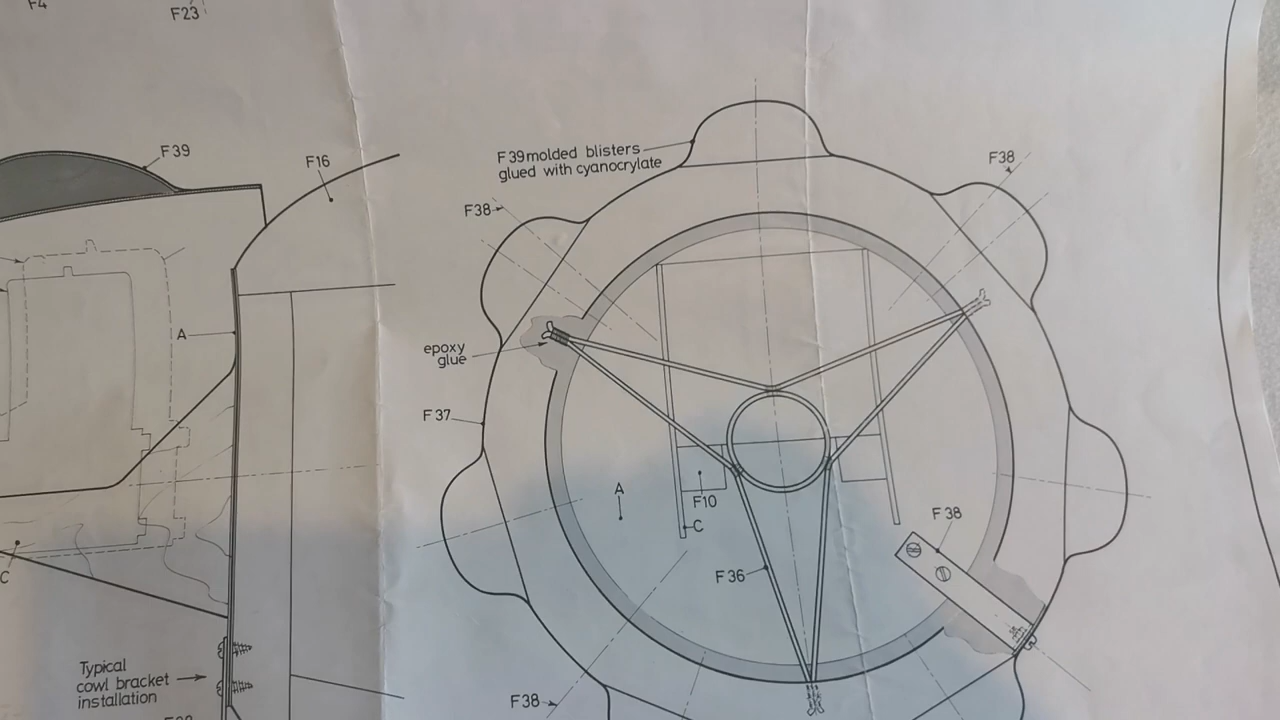 F4
F23
F39
F16
F39 molded blisters
glued with cyanocrylate
F38
F38
A
epoxy
glue
F37
A
F10
C
F38
C
F36
Typical
cowl bracket
installation
F38